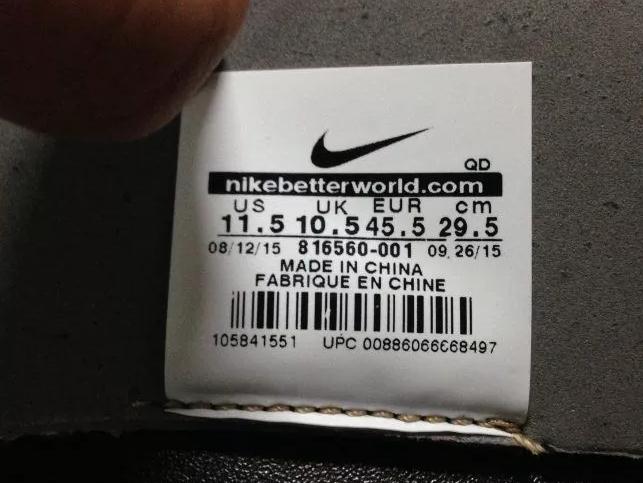 QD
nikebetterworld.com
US UK EUR cm
11.5 10.5 45.5 29.5
08/12/15 816560-001 09/26/15
MADE IN CHINA
FABRIQUE EN CHINE
105841551 UPC 00886066668497